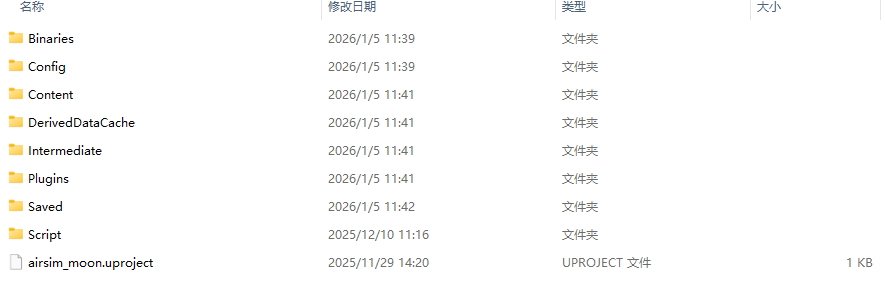 名称 修改日期 类型 大小
Binaries 2026/1/5 11:39 文件夹
Config 2026/1/5 11:39 文件夹
Content 2026/1/5 11:41 文件夹
DerivedDataCache 2026/1/5 11:41 文件夹
Intermediate 2026/1/5 11:41 文件夹
Plugins 2026/1/5 11:41 文件夹
Saved 2026/1/5 11:42 文件夹
Script 2025/12/10 11:16 文件夹
airsim_moon.uproject 2025/11/29 14:20 UPROJECT 文件 1 KB